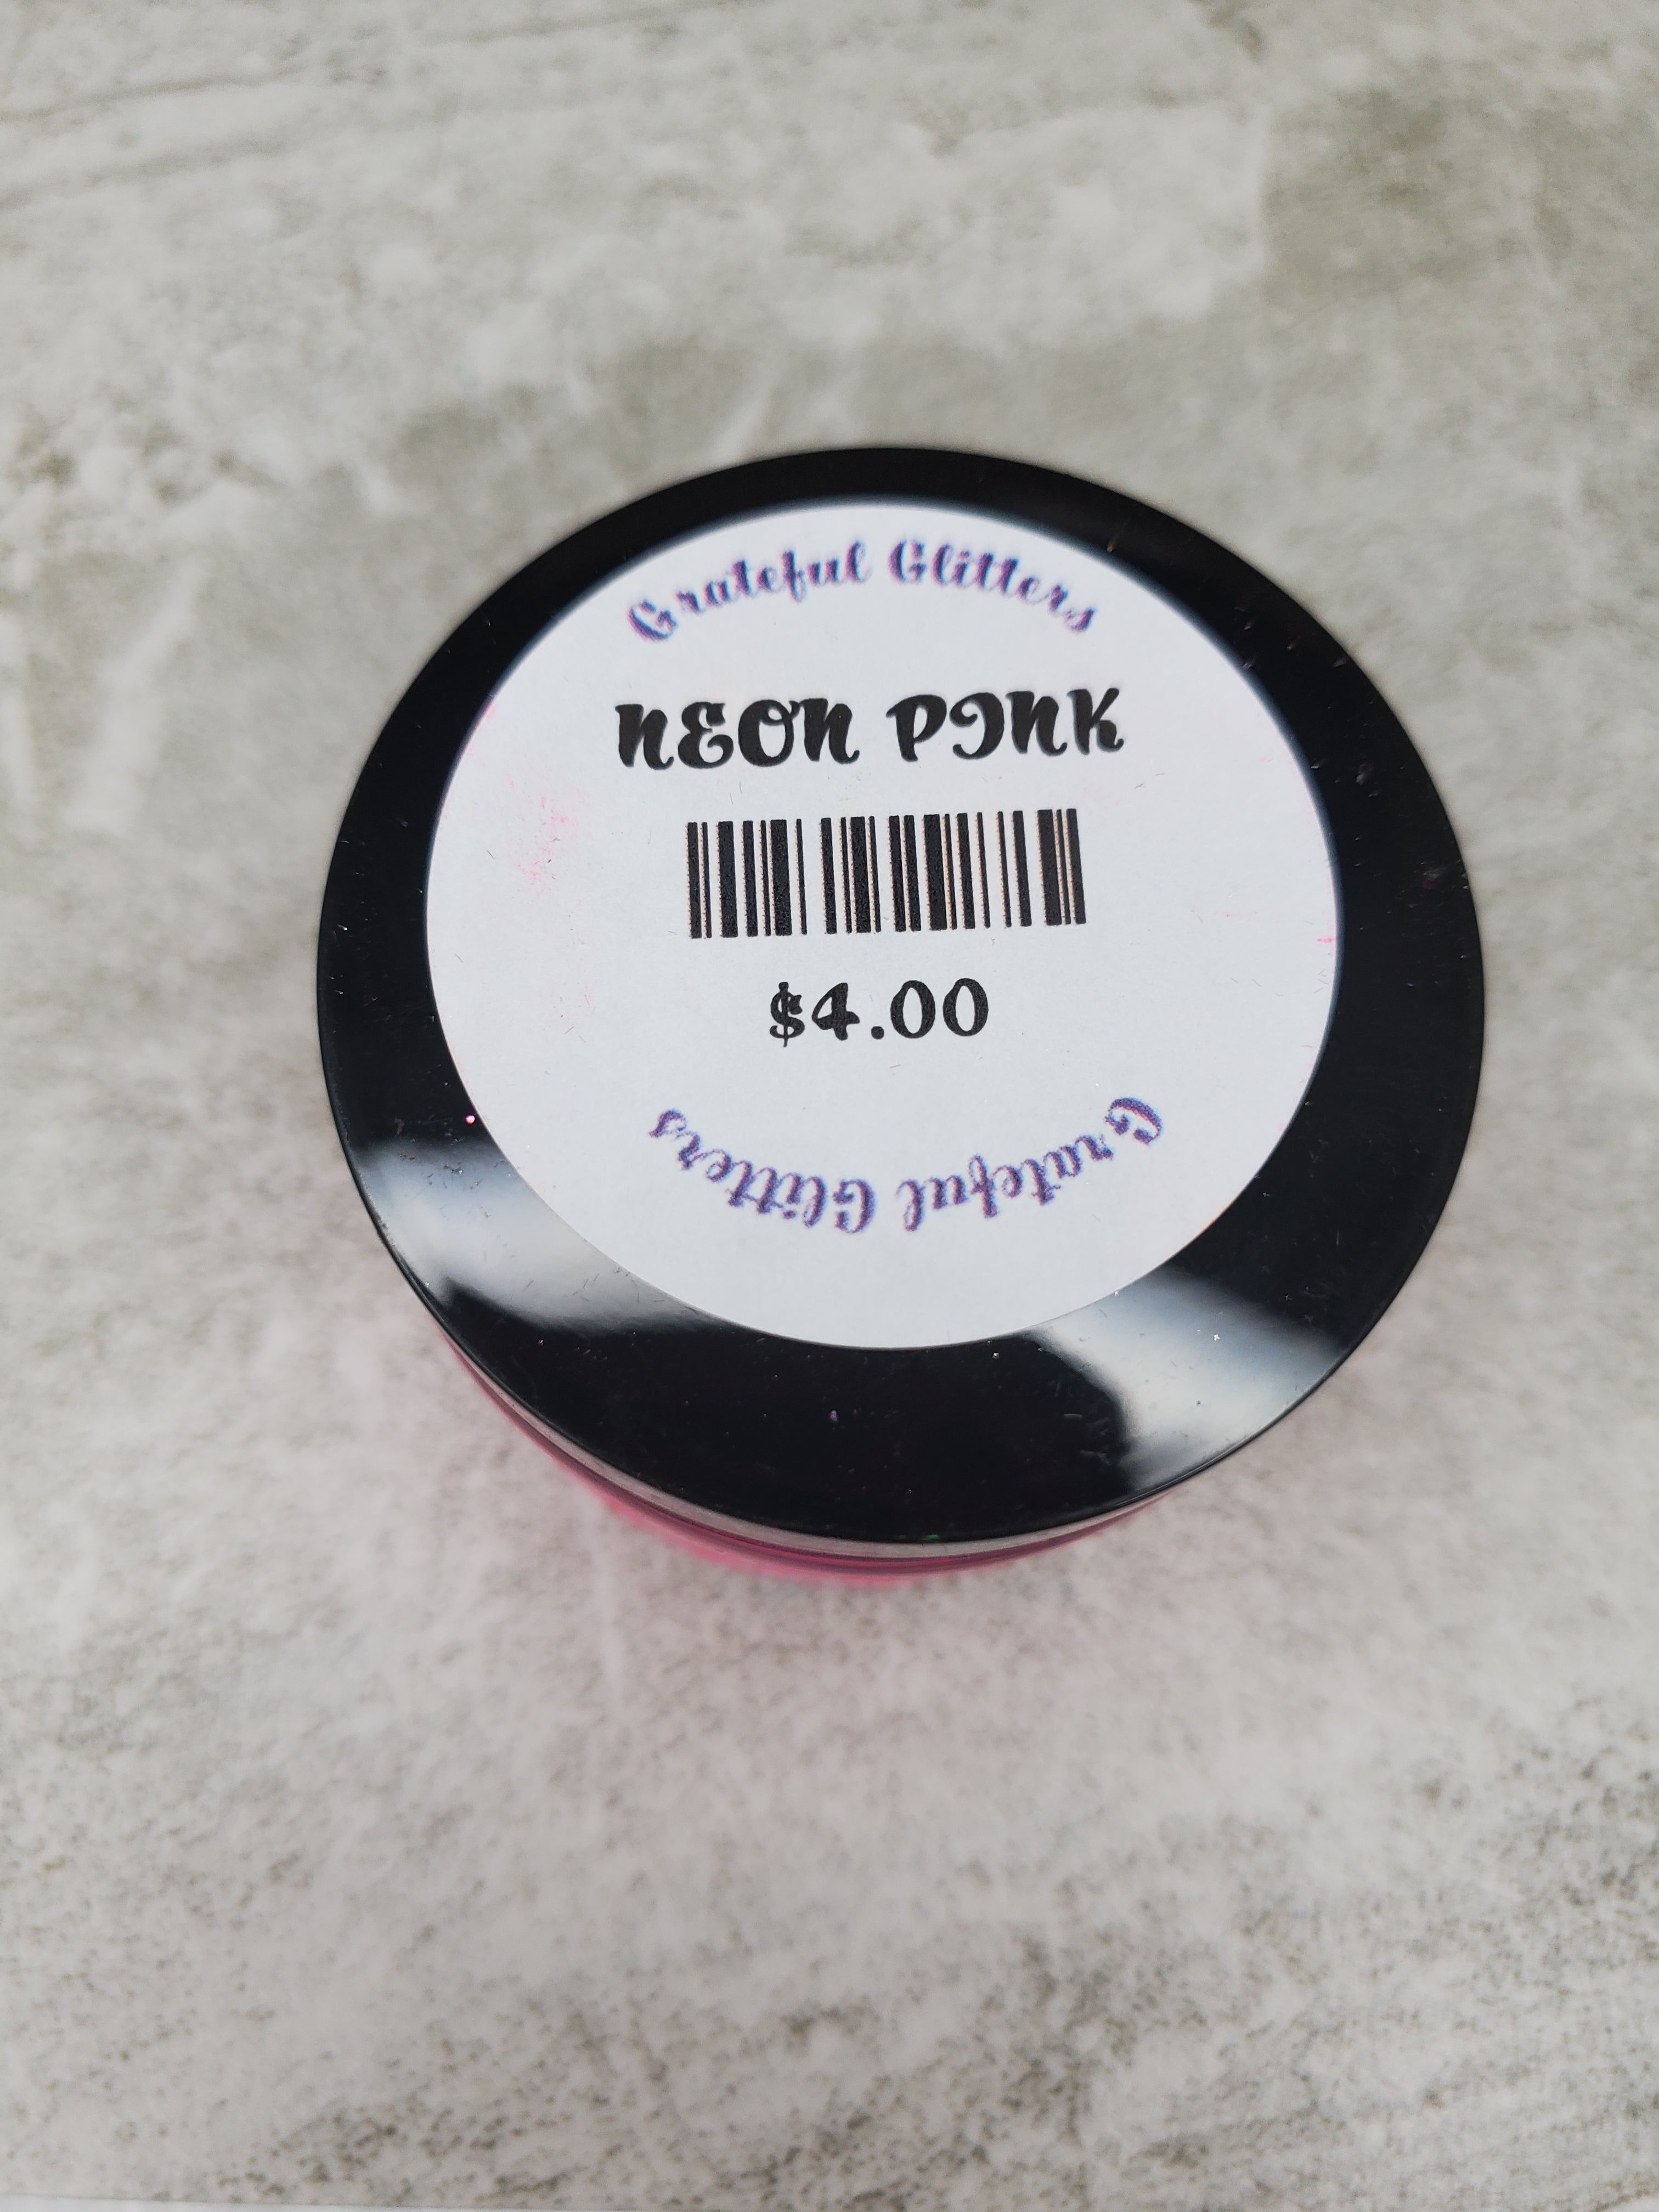 Grateful Glitters
NEON PINK
$4.00
Grateful Glitters